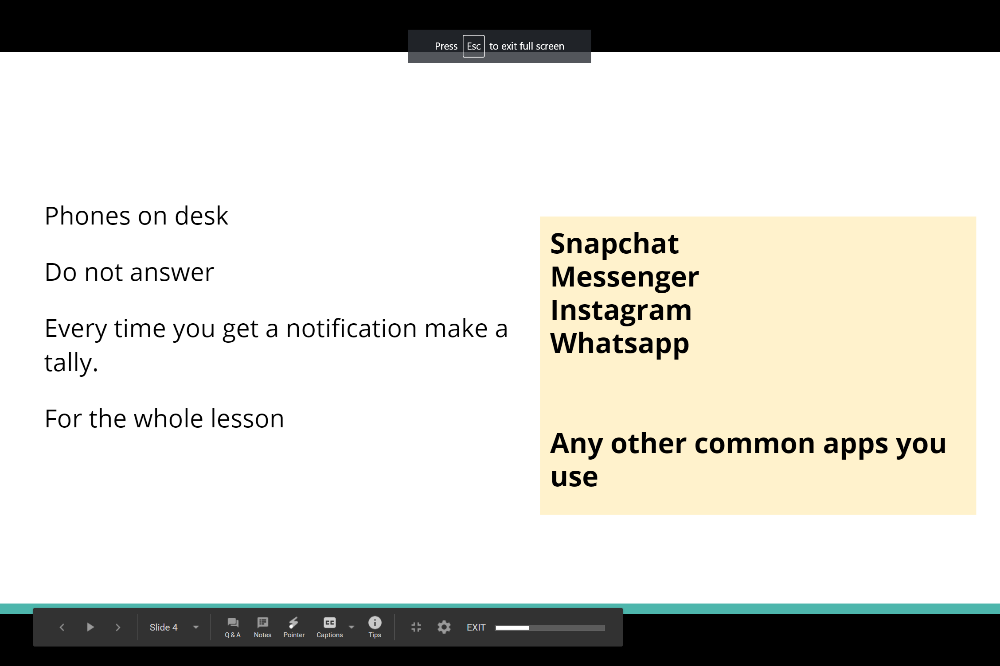 Press Esc to exit full screen
Phones on desk
Do not answer
Every time you get a notification make a
tally.
For the whole lesson
Snapchat
Messenger
Instagram
Whatsapp
Any other common apps you
use
Slide 4
Q & A
Notes
Pointer
CC
Captions
Tips
EXIT